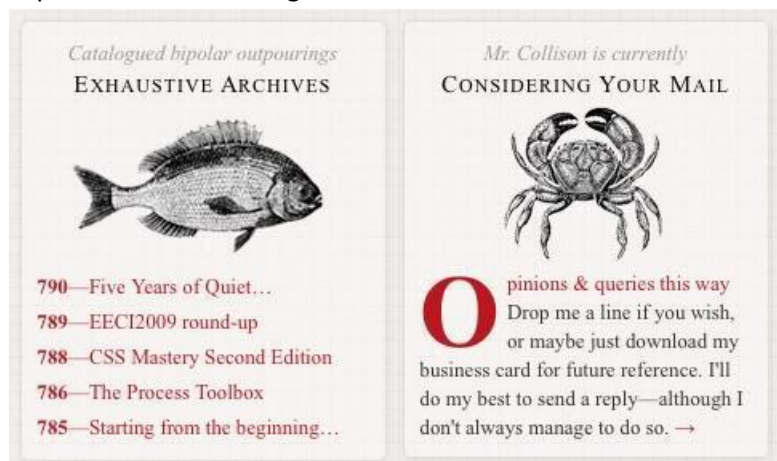 Catalogued bipolar outpourings
EXHAUSTIVE ARCHIVES
790—Five Years of Quiet…
789—EECI2009 round-up
788—CSS Mastery Second Edition
786—The Process Toolbox
785—Starting from the beginning…
Mr. Collison is currently
CONSIDERING YOUR MAIL
Opinions & queries this way
Drop me a line if you wish,
or maybe just download my
business card for future reference. I'll
do my best to send a reply—although I
don't always manage to do so. →